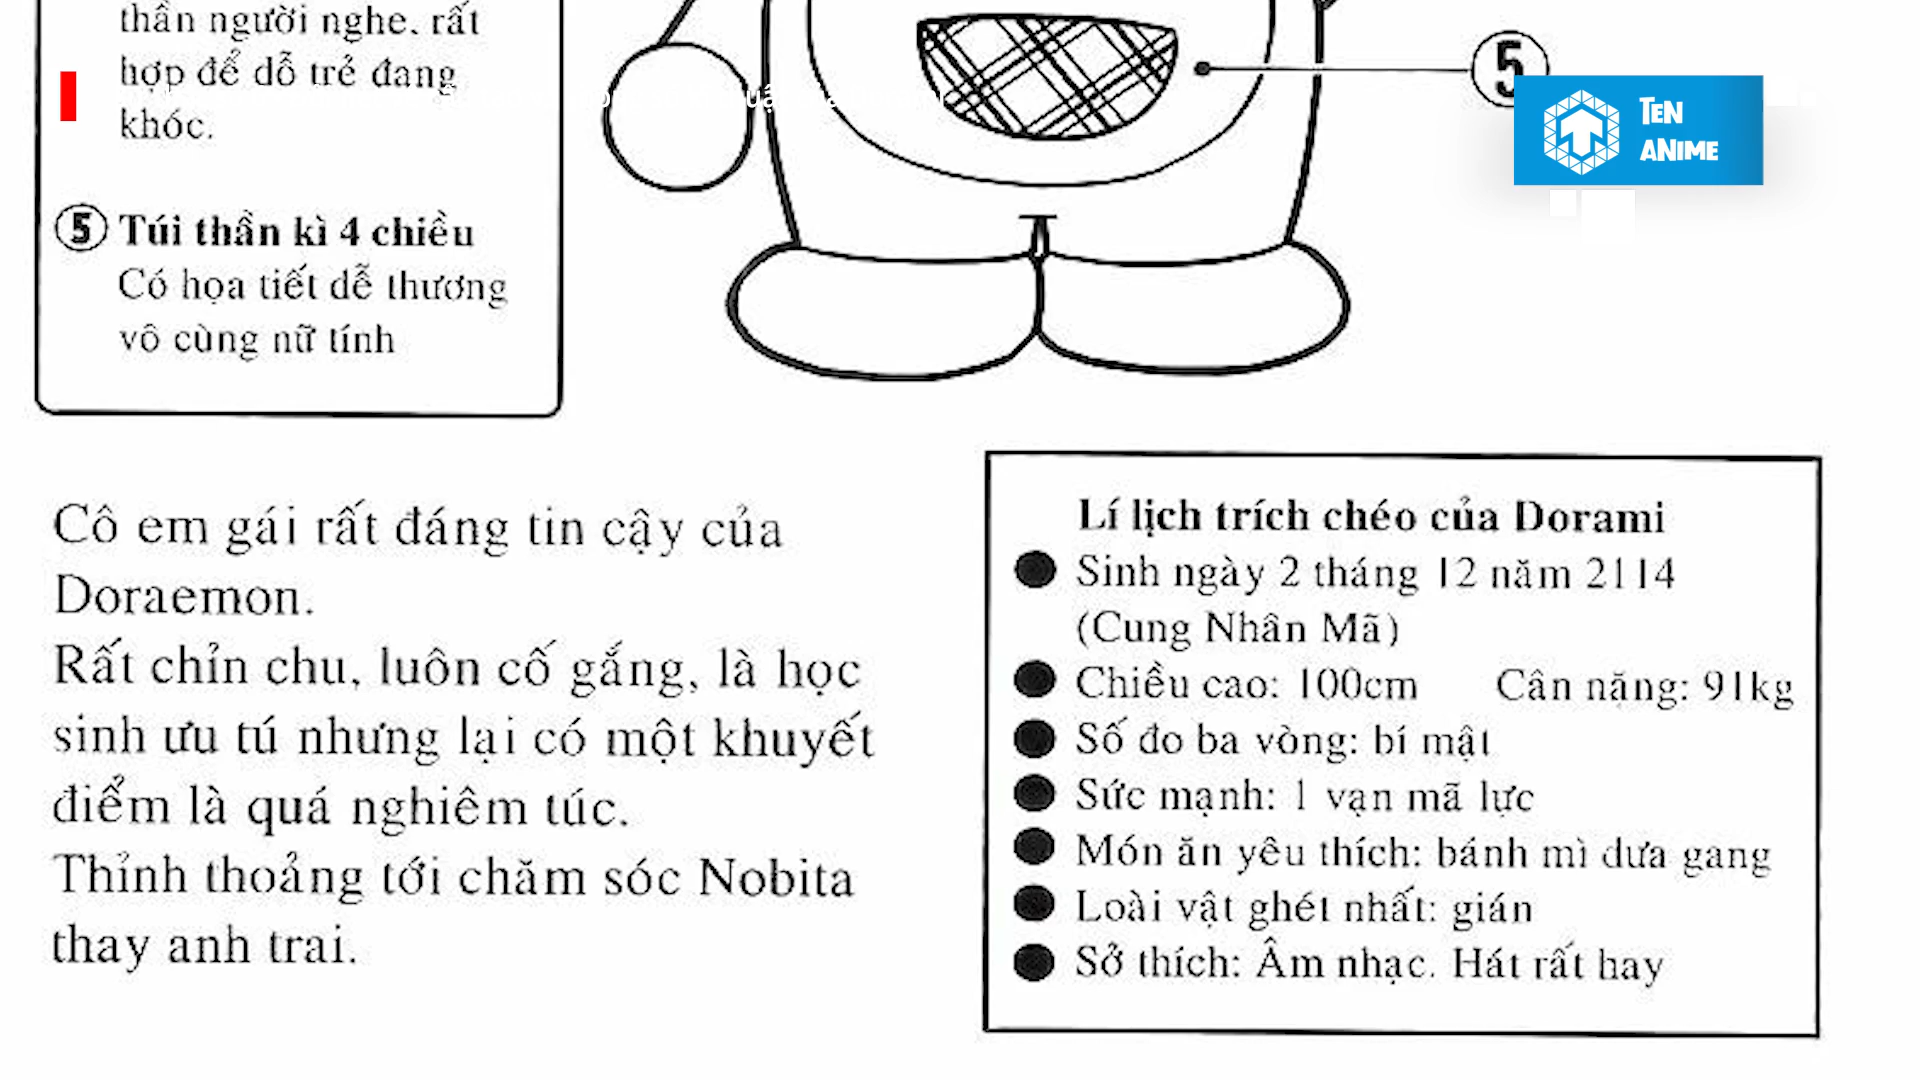 thần người nghe. rất
hợp để dỗ trẻ đang
khóc.
5 Túi thần kì 4 chiều
Có họa tiết dễ thương
vô cùng nữ tính
5
TEN
ANIME
Cô em gái rất đáng tin cậy của
Doraemon.
Rất chỉn chu, luôn cố gắng, là học
sinh ưu tú nhưng lại có một khuyết
điểm là quá nghiêm túc.
Thỉnh thoảng tới chăm sóc Nobita
thay anh trai.
Lí lịch trích chéo của Dorami
Sinh ngày 2 tháng 12 năm 2114
(Cung Nhân Mã)
Chiều cao: 100cm Cân nặng: 91kg
Số đo ba vòng: bí mật
Sức mạnh: 1 vạn mã lực
Món ăn yêu thích: bánh mì dưa gang
Loài vật ghét nhất: gián
Sở thích: Âm nhạc. Hát rất hay